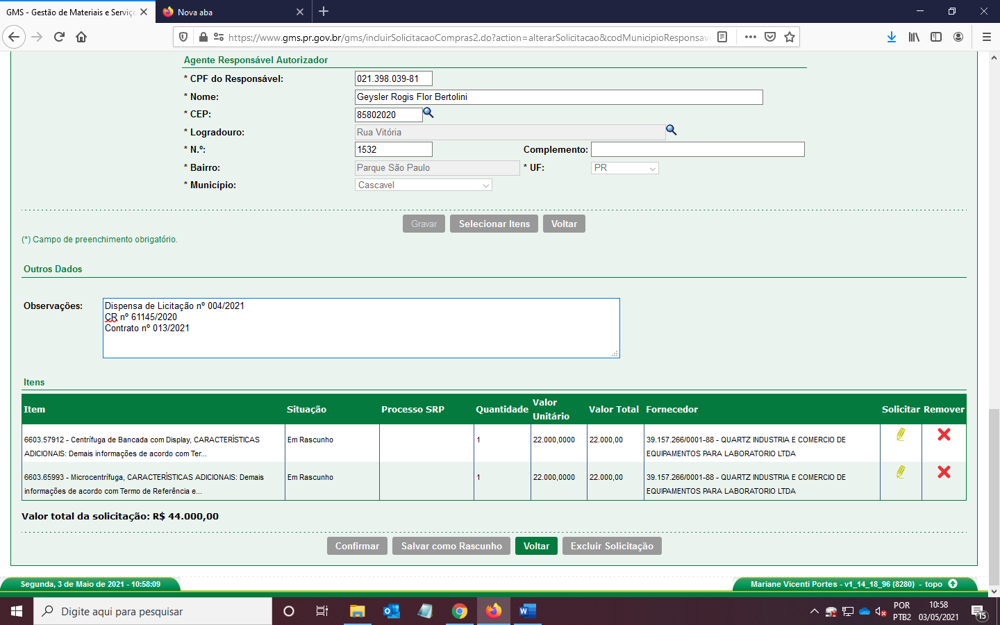 GMS - Gestão de Materiais e Serviço
Nova aba
https://www.gms.pr.gov.br/gms/incluirSolicitacaoCompras2.do?action=alterarSolicitacao&codMunicipioResponsav
Agente Responsável Autorizador
* CPF do Responsável: 021.398.039-81
* Nome: Geysler Rogis Flor Bertolini
* CEP: 85802020
* Logradouro: Rua Vitória
* N.º: 1532 Complemento:
* Bairro: Parque São Paulo * UF: PR
* Município: Cascavel
Gravar Selecionar Itens Voltar
(*) Campo de preenchimento obrigatório.
Outros Dados
Observações: Dispensa de Licitação nº 004/2021
CR nº 61145/2020
Contrato nº 013/2021
Itens
Item Situação Processo SRP Quantidade Valor Unitário Valor Total Fornecedor Solicitar Remover
6603.57912 - Centrífuga de Bancada com Display, CARACTERÍSTICAS Em Rascunho 1 22.000,0000 22.000,00 39.157.266/0001-88 - QUARTZ INDUSTRIA E COMERCIO DE
ADICIONAIS: Demais informações de acordo com Ter... EQUIPAMENTOS PARA LABORATORIO LTDA
6603.65993 - Microcentrífuga, CARACTERÍSTICAS ADICIONAIS: Demais Em Rascunho 1 22.000,0000 22.000,00 39.157.266/0001-88 - QUARTZ INDUSTRIA E COMERCIO DE
informações de acordo com Termo de Referência e... EQUIPAMENTOS PARA LABORATORIO LTDA
Valor total da solicitação: R$ 44.000,00
Confirmar Salvar como Rascunho Voltar Excluir Solicitação
Segunda, 3 de Maio de 2021 - 10:58:09
Mariane Vicenti Portes - v1_14_18_96 (8280) - topo
Digite aqui para pesquisar
POR 10:58
PTB2 03/05/2021 15